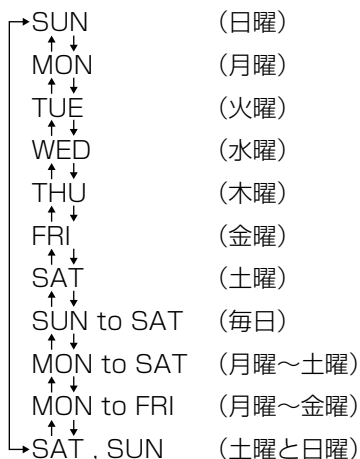 SUN （日曜）
MON （月曜）
TUE （火曜）
WED （水曜）
THU （木曜）
FRI （金曜）
SAT （土曜）
SUN to SAT （毎日）
MON to SAT （月曜～土曜）
MON to FRI （月曜～金曜）
SAT , SUN （土曜と日曜）